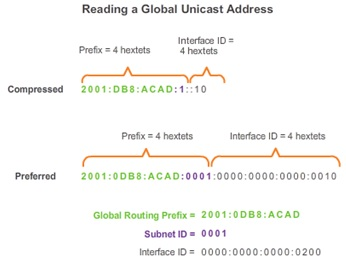 Reading a Global Unicast Address
Prefix = 4 hextets
Interface ID =
4 hextets
Compressed
2001:DB8:ACAD:1::10
Prefix = 4 hextets
Interface ID = 4 hextets
Preferred
2001:0DB8:ACAD:0001:0000:0000:0000:0010
Global Routing Prefix = 2001:0DB8:ACAD
Subnet ID = 0001
Interface ID = 0000:0000:0000:0200